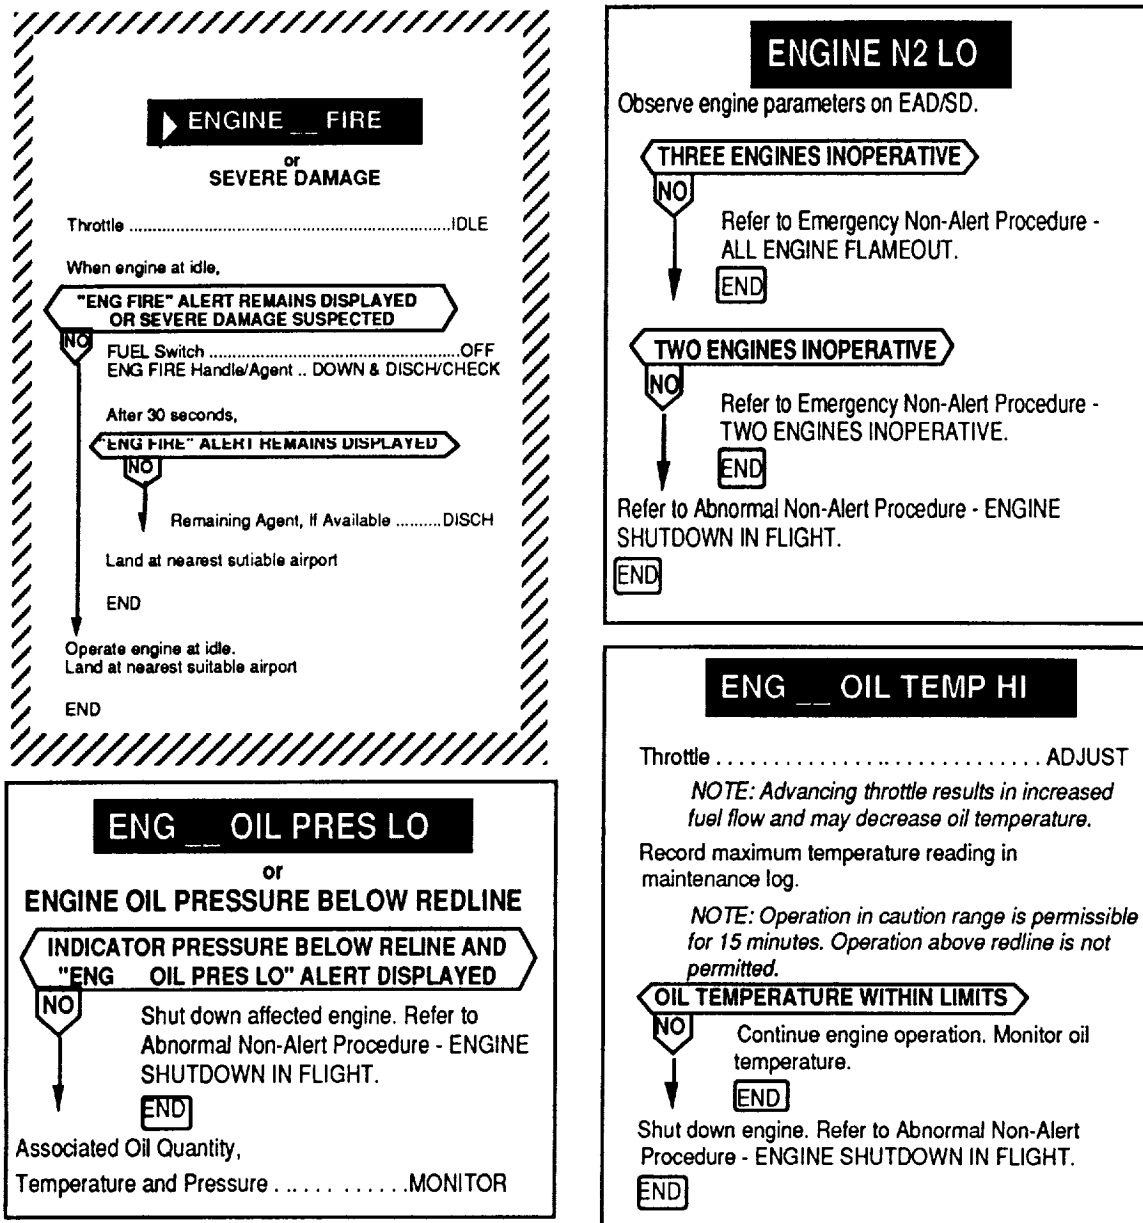 ENGINE __ FIRE
or
SEVERE DAMAGE
Throttle ........................................................................IDLE
When engine at idle,
"ENG FIRE" ALERT REMAINS DISPLAYED
OR SEVERE DAMAGE SUSPECTED
NO
FUEL Switch ..................................................OFF
ENG FIRE Handle/Agent .. DOWN & DISCH/CHECK
After 30 seconds,
"ENG FIRE" ALERT REMAINS DISPLAYED
NO
Remaining Agent, If Available ..........DISCH
Land at nearest sutiable airport
END
Operate engine at idle.
Land at nearest suitable airport
END
ENG __ OIL PRES LO
or
ENGINE OIL PRESSURE BELOW REDLINE
INDICATOR PRESSURE BELOW RELINE AND
"ENG OIL PRES LO" ALERT DISPLAYED
NO
Shut down affected engine. Refer to
Abnormal Non-Alert Procedure - ENGINE
SHUTDOWN IN FLIGHT.
END
Associated Oil Quantity,
Temperature and Pressure ..............MONITOR
ENGINE N2 LO
Observe engine parameters on EAD/SD.
THREE ENGINES INOPERATIVE
NO
Refer to Emergency Non-Alert Procedure -
ALL ENGINE FLAMEOUT.
END
TWO ENGINES INOPERATIVE
NO
Refer to Emergency Non-Alert Procedure -
TWO ENGINES INOPERATIVE.
END
Refer to Abnormal Non-Alert Procedure - ENGINE
SHUTDOWN IN FLIGHT.
END
ENG __ OIL TEMP HI
Throttle ..............................ADJUST
NOTE: Advancing throttle results in increased
fuel flow and may decrease oil temperature.
Record maximum temperature reading in
maintenance log.
NOTE: Operation in caution range is permissible
for 15 minutes. Operation above redline is not
permitted.
OIL TEMPERATURE WITHIN LIMITS
NO
Continue engine operation. Monitor oil
temperature.
END
Shut down engine. Refer to Abnormal Non-Alert
Procedure - ENGINE SHUTDOWN IN FLIGHT.
END